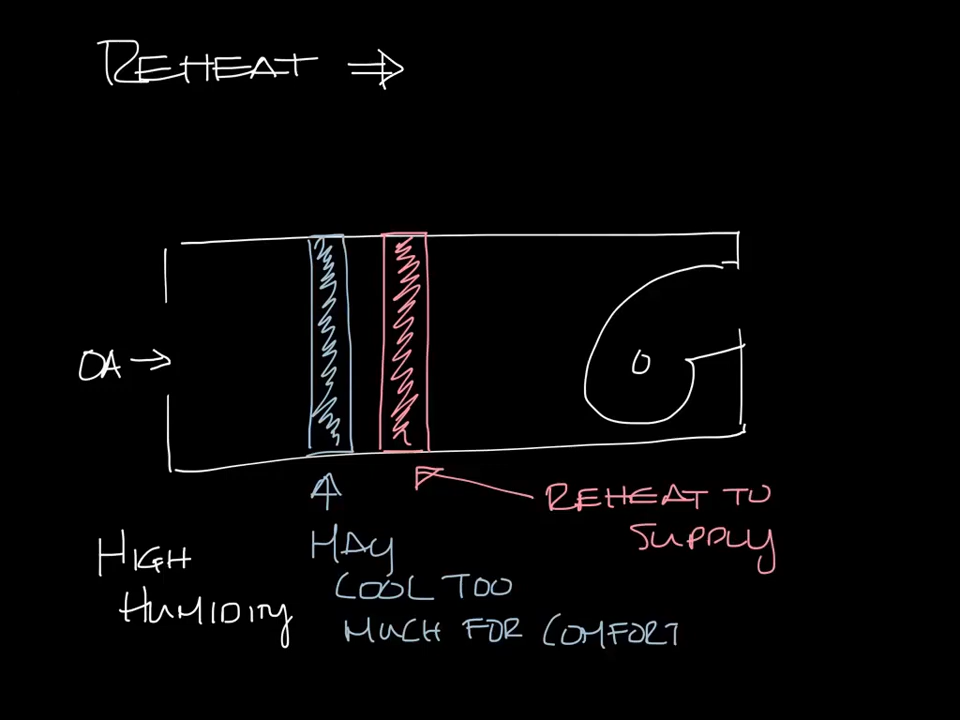 REHEAT ⇒
OA →
HIGH
HUMIDITY
MAY
COOL TOO
MUCH FOR COMFORT
REHEAT TO
SUPPLY